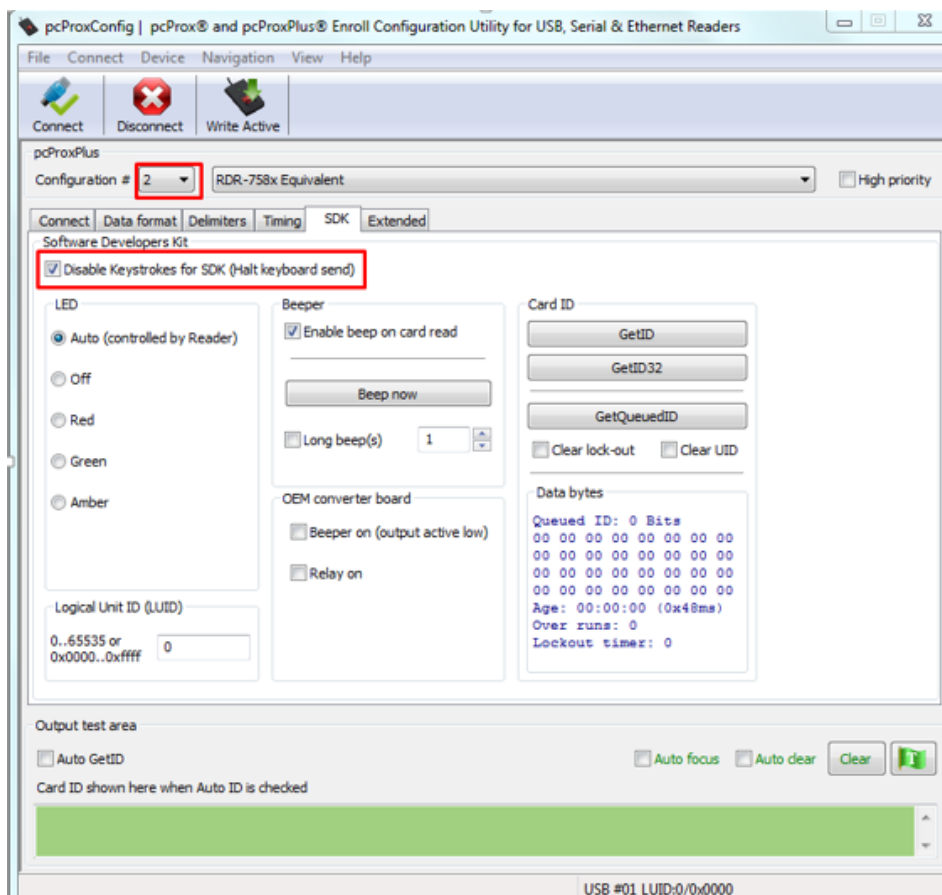 pcProxConfig | pcProx® and pcProxPlus® Enroll Configuration Utility for USB, Serial & Ethernet Readers
File Connect Device Navigation View Help
Connect Disconnect Write Active
pcProxPlus
Configuration # 2 RDR-758x Equivalent High priority
Connect Data format Delimiters Timing SDK Extended
Software Developers Kit
Disable Keystrokes for SDK (Halt keyboard send)
LED
Auto (controlled by Reader)
Off
Red
Green
Amber
Logical Unit ID (LUID)
0..65535 or
0x0000..0xffff
0
Beeper
Enable beep on card read
Beep now
Long beep(s) 1
OEM converter board
Beeper on (output active low)
Relay on
Card ID
GetID
GetID32
GetQueuedID
Clear lock-out Clear UID
Data bytes
Queued ID: 0 Bits
00 00 00 00 00 00 00 00
00 00 00 00 00 00 00 00
00 00 00 00 00 00 00 00
00 00 00 00 00 00 00 00
Age: 00:00:00 (0x48ms)
Over runs: 0
Lockout timer: 0
Output test area
Auto GetID Auto focus Auto clear Clear
Card ID shown here when Auto ID is checked
USB #01 LUID:0/0x0000